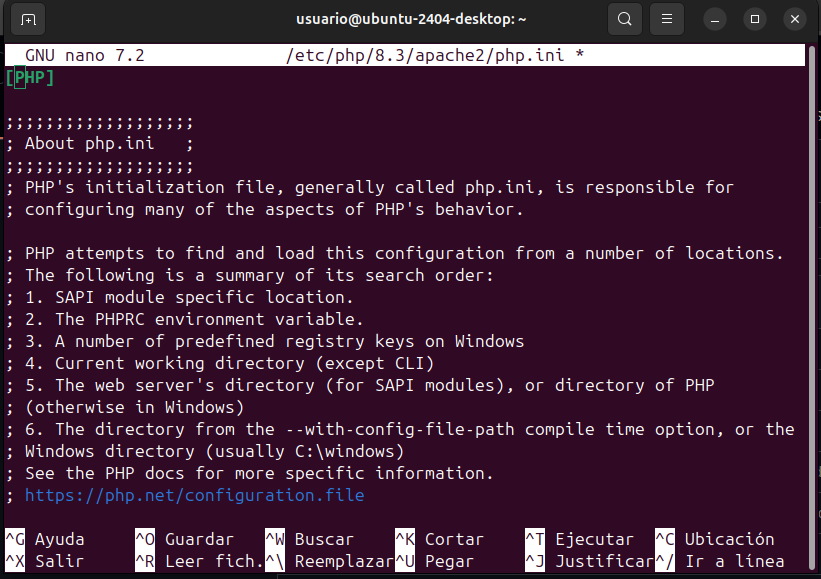 usuario@ubuntu-2404-desktop: ~
GNU nano 7.2 /etc/php/8.3/apache2/php.ini *
[PHP]
;;;;;;;;;;;;;;;;;;;
; About php.ini   ;
;;;;;;;;;;;;;;;;;;;
; PHP's initialization file, generally called php.ini, is responsible for
; configuring many of the aspects of PHP's behavior.
; PHP attempts to find and load this configuration from a number of locations.
; The following is a summary of its search order:
; 1. SAPI module specific location.
; 2. The PHPRC environment variable.
; 3. A number of predefined registry keys on Windows
; 4. Current working directory (except CLI)
; 5. The web server's directory (for SAPI modules), or directory of PHP
; (otherwise in Windows)
; 6. The directory from the --with-config-file-path compile time option, or the
; Windows directory (usually C:\windows)
; See the PHP docs for more specific information.
; https://php.net/configuration.file
^G Ayuda ^O Guardar ^W Buscar ^K Cortar ^T Ejecutar ^C Ubicación
^X Salir ^R Leer fich. ^\ Reemplazar ^U Pegar ^J Justificar ^/ Ir a línea